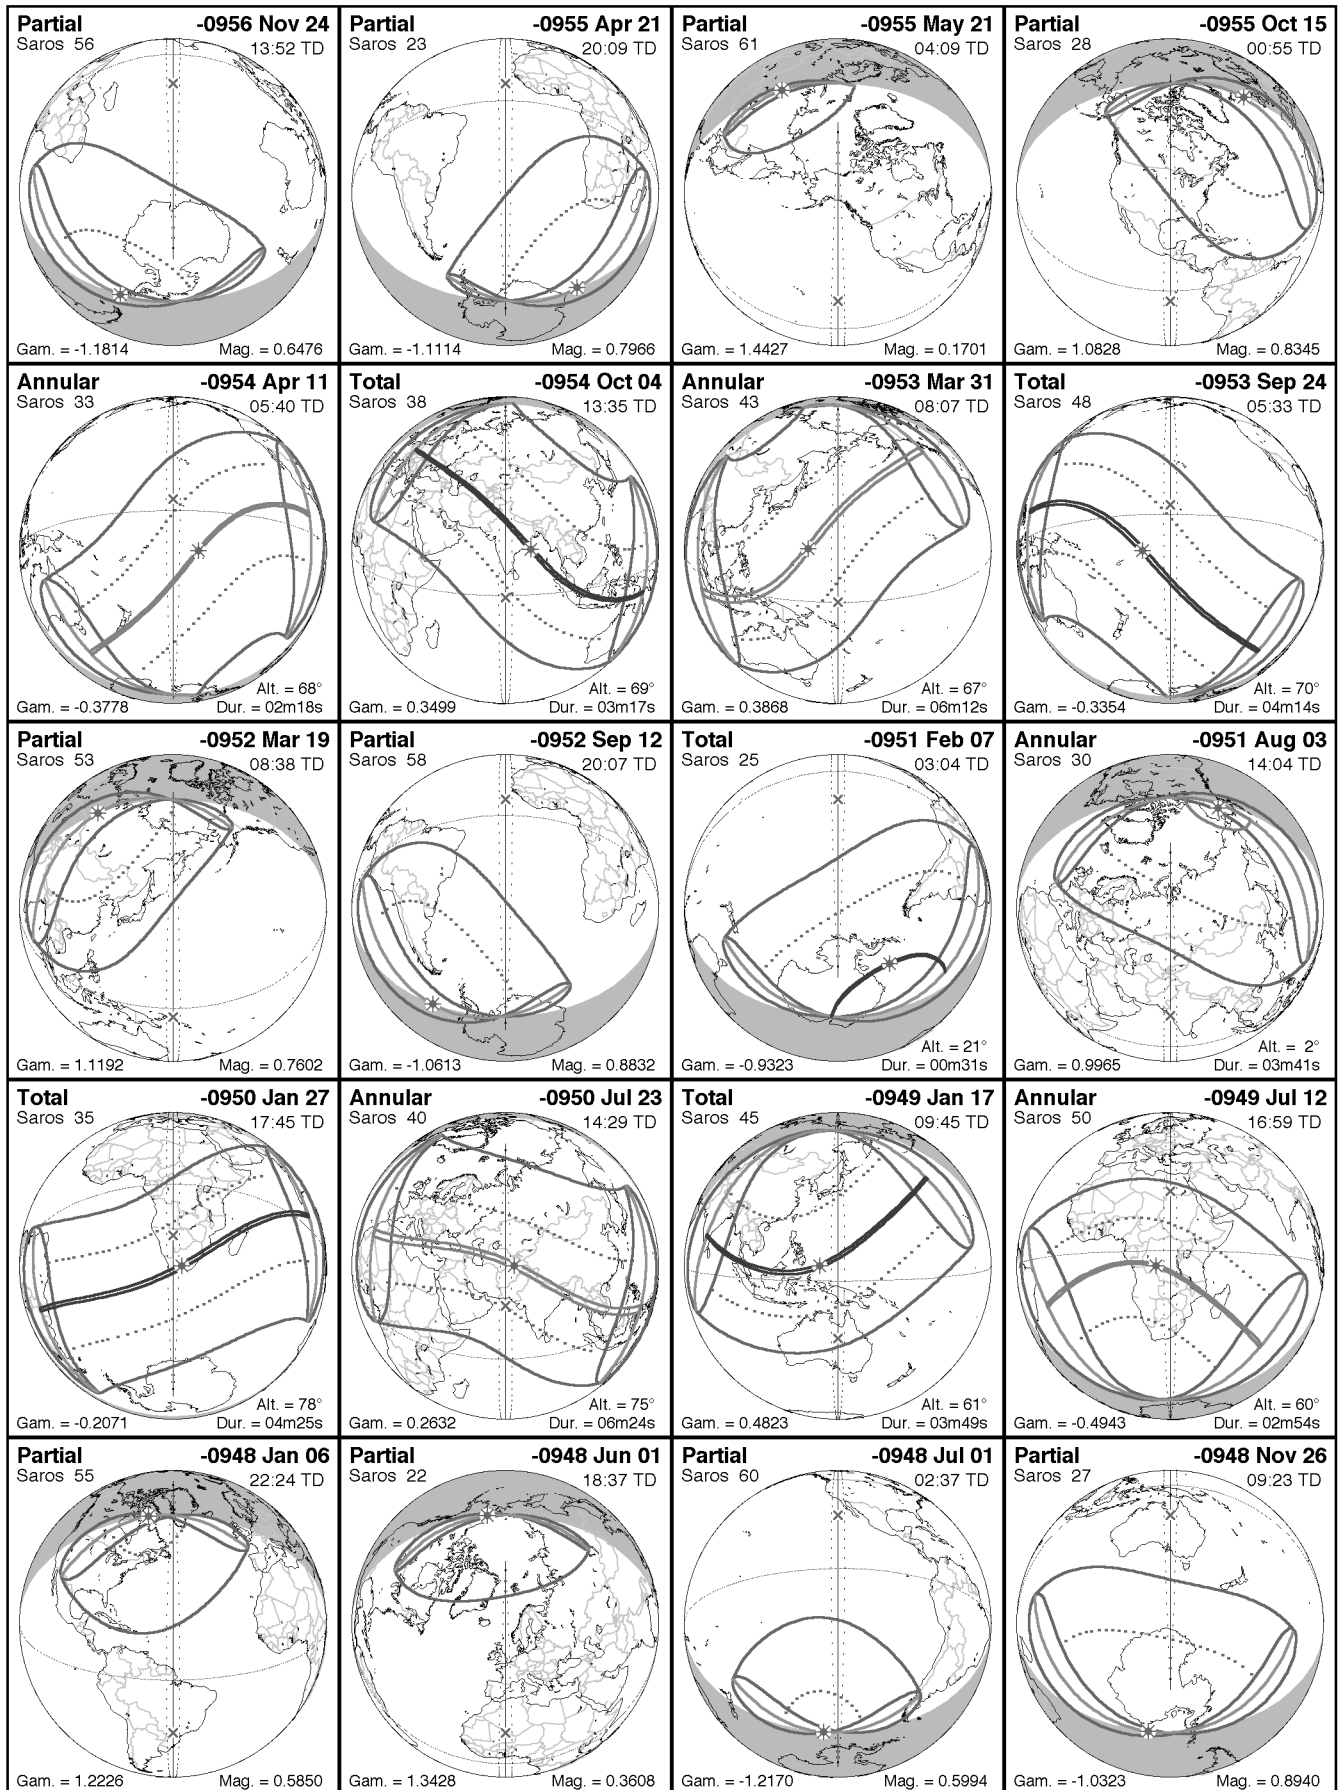 Partial -0956 Nov 24
Saros 56 13:52 TD
Gam. = -1.1814 Mag. = 0.6476
Partial -0955 Apr 21
Saros 23 20:09 TD
Gam. = -1.1114 Mag. = 0.7966
Partial -0955 May 21
Saros 61 04:09 TD
Gam. = 1.4427 Mag. = 0.1701
Partial -0955 Oct 15
Saros 28 00:55 TD
Gam. = 1.0828 Mag. = 0.8345
Annular -0954 Apr 11
Saros 33 05:40 TD
Alt. = 68°
Gam. = -0.3778 Dur. = 02m18s
Total -0954 Oct 04
Saros 38 13:35 TD
Alt. = 69°
Gam. = 0.3499 Dur. = 03m17s
Annular -0953 Mar 31
Saros 43 08:07 TD
Alt. = 67°
Gam. = 0.3868 Dur. = 06m12s
Total -0953 Sep 24
Saros 48 05:33 TD
Alt. = 70°
Gam. = -0.3354 Dur. = 04m14s
Partial -0952 Mar 19
Saros 53 08:38 TD
Gam. = 1.1192 Mag. = 0.7602
Partial -0952 Sep 12
Saros 58 20:07 TD
Gam. = -1.0613 Mag. = 0.8832
Total -0951 Feb 07
Saros 25 03:04 TD
Alt. = 21°
Gam. = -0.9323 Dur. = 00m31s
Annular -0951 Aug 03
Saros 30 14:04 TD
Alt. = 2°
Gam. = 0.9965 Dur. = 03m41s
Total -0950 Jan 27
Saros 35 17:45 TD
Alt. = 78°
Gam. = -0.2071 Dur. = 04m25s
Annular -0950 Jul 23
Saros 40 14:29 TD
Alt. = 75°
Gam. = 0.2632 Dur. = 06m24s
Total -0949 Jan 17
Saros 45 09:45 TD
Alt. = 61°
Gam. = 0.4823 Dur. = 03m49s
Annular -0949 Jul 12
Saros 50 16:59 TD
Alt. = 60°
Gam. = -0.4943 Dur. = 02m54s
Partial -0948 Jan 06
Saros 55 22:24 TD
Gam. = 1.2226 Mag. = 0.5850
Partial -0948 Jun 01
Saros 22 18:37 TD
Gam. = 1.3428 Mag. = 0.3608
Partial -0948 Jul 01
Saros 60 02:37 TD
Gam. = -1.2170 Mag. = 0.5994
Partial -0948 Nov 26
Saros 27 09:23 TD
Gam. = -1.0323 Mag. = 0.8940